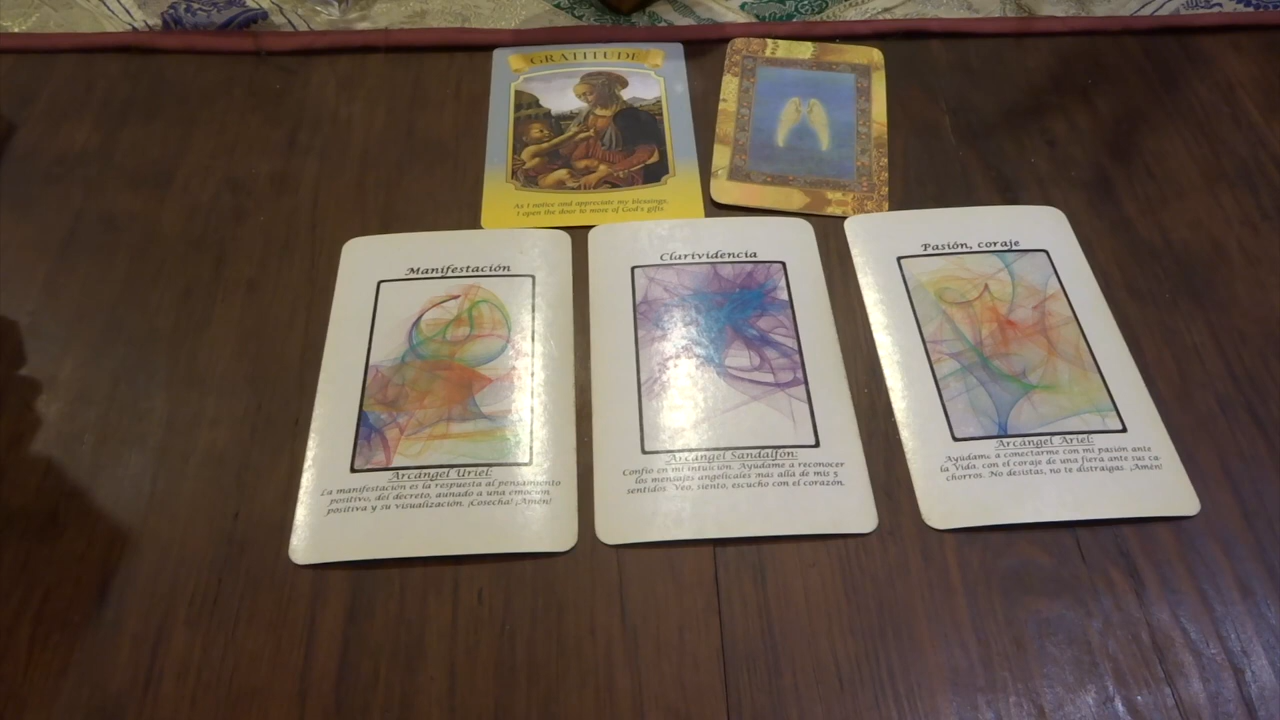 GRATITUDE
As I notice and appreciate my blessings,
I open the door to more of God's gifts.
Manifestación
Arcángel Uriel:
La manifestación es la respuesta al pensamiento
positivo, del decreto, aunado a una emoción
positiva y su visualización. ¡Cosecha! ¡Amén!
Clarividencia
Arcángel Sandalfón:
Confío en mi intuición. Ayúdame a reconocer
los mensajes angelicales más allá de mis 5
sentidos. Veo, siento, escucho con el corazón.
Pasión, coraje
Arcángel Ariel:
Ayúdame a conectarme con mi pasión ante
la Vida, con el coraje de una fiera ante sus ca-
chorros. No desistas, no te distraigas. ¡Amén!